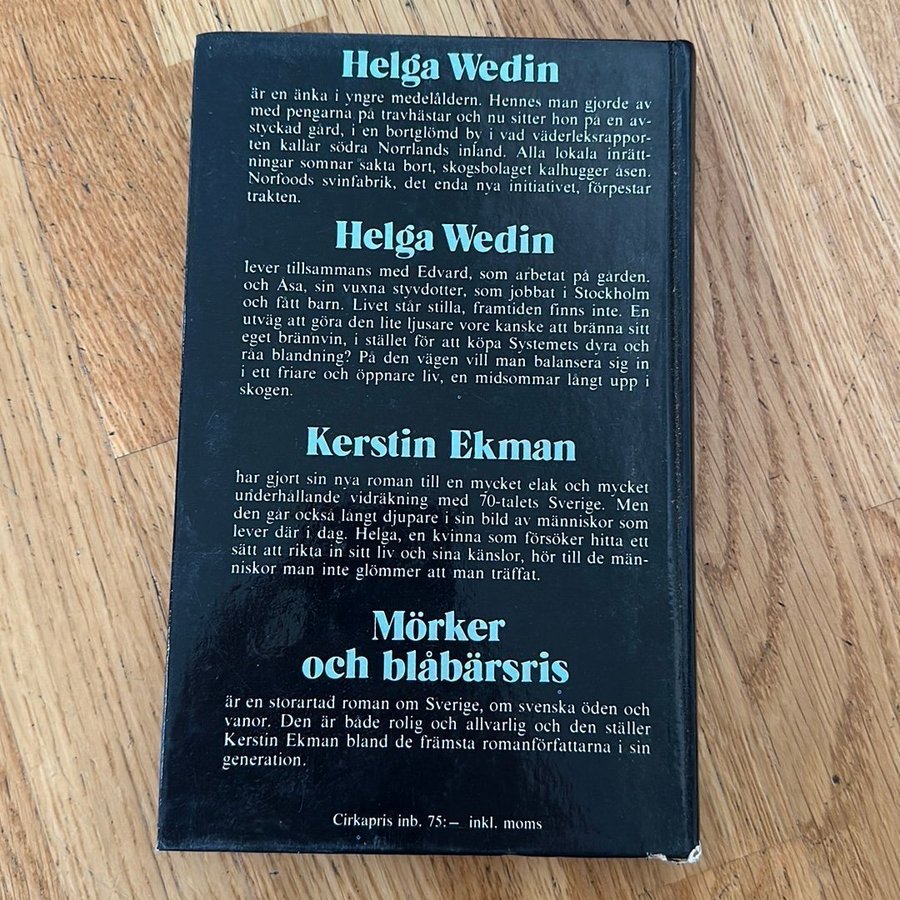 Helga Wedin
är en änka i yngre medelåldern. Hennes man gjorde av
med pengarna på travhästar och nu sitter hon på en av-
styckad gård, i en bortglömd by i vad väderleksrappor-
ten kallar södra Norrlands inland. Alla lokala inrätt-
ningar somnar sakta bort, skogsbolaget kalhugger åsen.
Norfoods svinfabrik, det enda nya initiativet, förpestar
trakten.
Helga Wedin
lever tillsammans med Edvard, som arbetat på gården.
och Åsa, sin vuxna styvdotter, som jobbat i Stockholm
och fått barn. Livet står stilla, framtiden finns inte. En
utväg att göra den lite ljusare vore kanske att bränna sitt
eget brännvin, i stället för att köpa Systemets dyra och
råa blandning? På den vägen vill man balansera sig in
i ett friare och öppnare liv, en midsommar långt upp i
skogen.
Kerstin Ekman
har gjort sin nya roman till en mycket elak och mycket
underhållande vidräkning med 70-talets Sverige. Men
den går också långt djupare i sin bild av människor som
lever där i dag. Helga, en kvinna som försöker hitta ett
sätt att rikta in sitt liv och sina känslor, hör till de män-
niskor man inte glömmer att man träffat.
Mörker
och blåbärsris
är en storartad roman om Sverige, om svenska öden och
vanor. Den är både rolig och allvarlig och den ställer
Kerstin Ekman bland de främsta romanförfattarna i sin
generation.
Cirkapris inb. 75:– inkl. moms